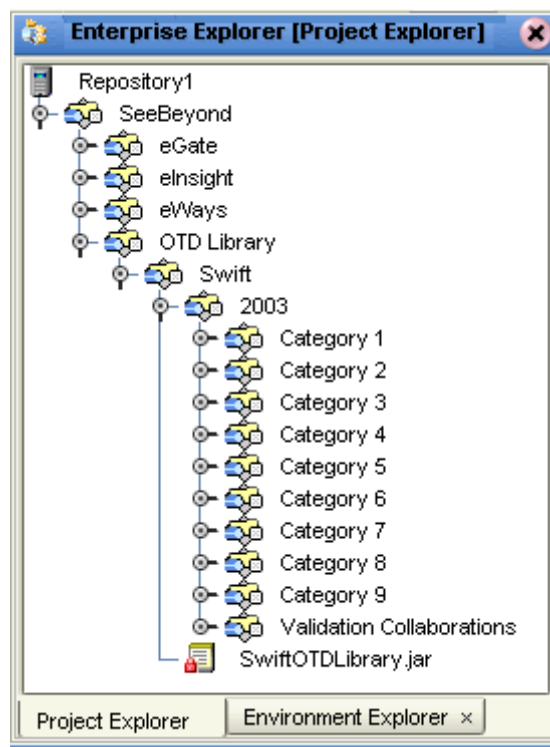 Enterprise Explorer [Project Explorer]
Repository1
SeeBeyond
eGate
eInsight
eWays
OTD Library
Swift
2003
Category 1
Category 2
Category 3
Category 4
Category 5
Category 6
Category 7
Category 8
Category 9
Validation Collaborations
SwiftOTDLibrary.jar
Project Explorer Environment Explorer ×